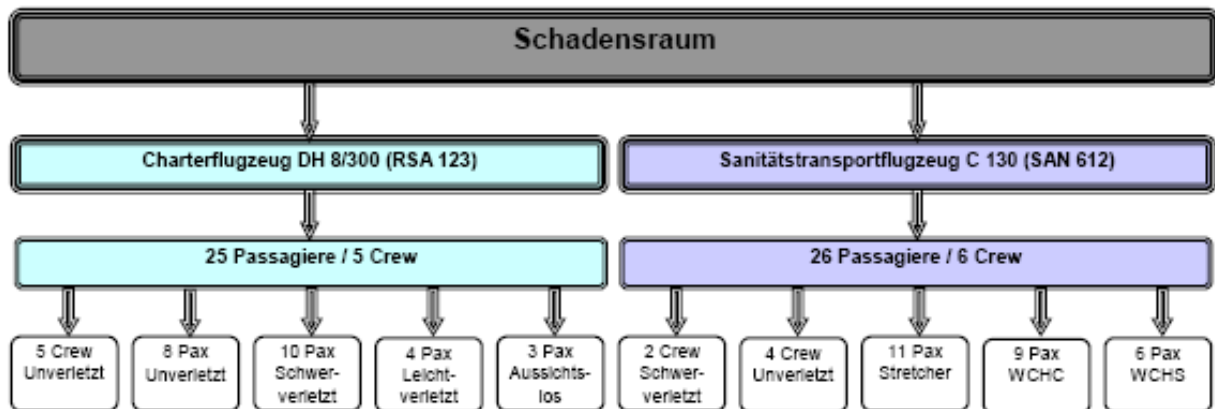 Schadensraum
Charterflugzeug DH 8/300 (RSA 123)
Sanitätstransportflugzeug C 130 (SAN 612)
25 Passagiere / 5 Crew
26 Passagiere / 6 Crew
5 Crew
Unverletzt
8 Pax
Unverletzt
10 Pax
Schwer-
verletzt
4 Pax
Leicht-
verletzt
3 Pax
Aussichts-
los
2 Crew
Schwer-
verletzt
4 Crew
Unverletzt
11 Pax
Stretcher
9 Pax
WCHC
6 Pax
WCHS